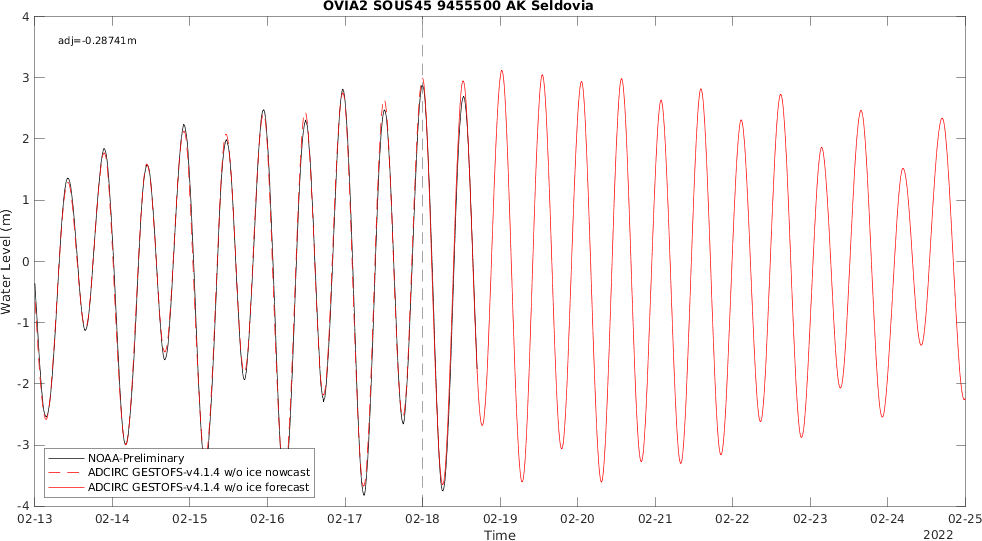 OVIA2 SOUS45 9455500 AK Seldovia
adj=-0.28741m
4
3
2
1
0
-1
-2
-3
-4
Water Level (m)
NOAA-Preliminary
ADCIRC GESTOFS-v4.1.4 w/o ice nowcast
ADCIRC GESTOFS-v4.1.4 w/o ice forecast
02-13 02-14 02-15 02-16 02-17 02-18 02-19 02-20 02-21 02-22 02-23 02-24 02-25
Time
2022